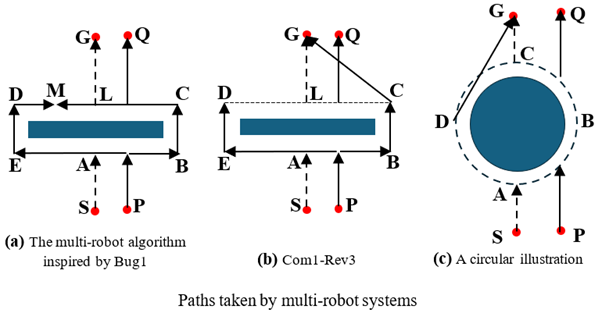 G Q G Q G Q
D M L C D L C C
D B
E A B E A B A
S P S P S P
(a) The multi-robot algorithm
inspired by Bug1
(b) Com1-Rev3
(c) A circular illustration
Paths taken by multi-robot systems